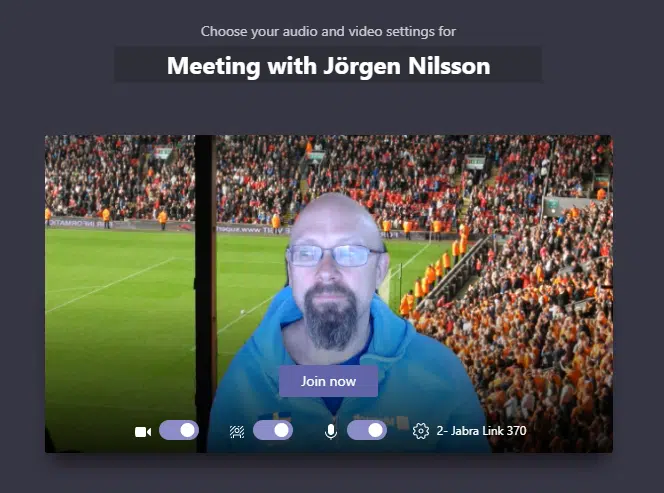 Choose your audio and video settings for
Meeting with Jörgen Nilsson
Join now
2- Jabra Link 370